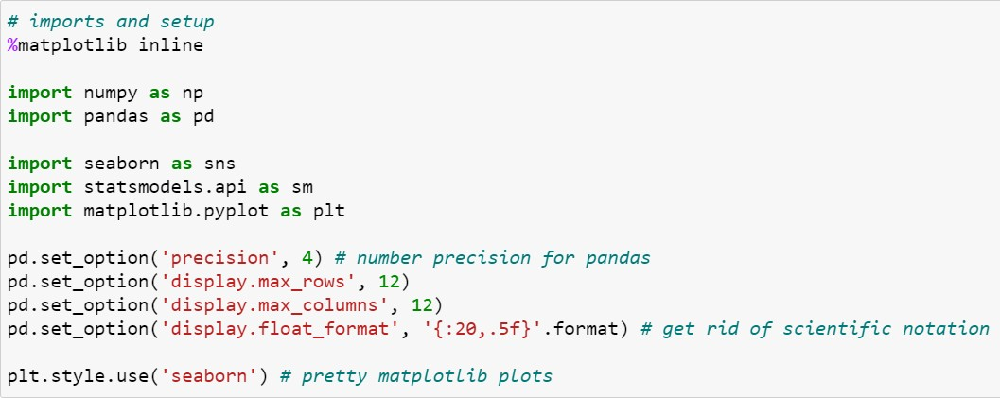 # imports and setup
%matplotlib inline
import numpy as np
import pandas as pd
import seaborn as sns
import statsmodels.api as sm
import matplotlib.pyplot as plt
pd.set_option('precision', 4) # number precision for pandas
pd.set_option('display.max_rows', 12)
pd.set_option('display.max_columns', 12)
pd.set_option('display.float_format', '{:20,.5f}'.format) # get rid of scientific notation
plt.style.use('seaborn') # pretty matplotlib plots